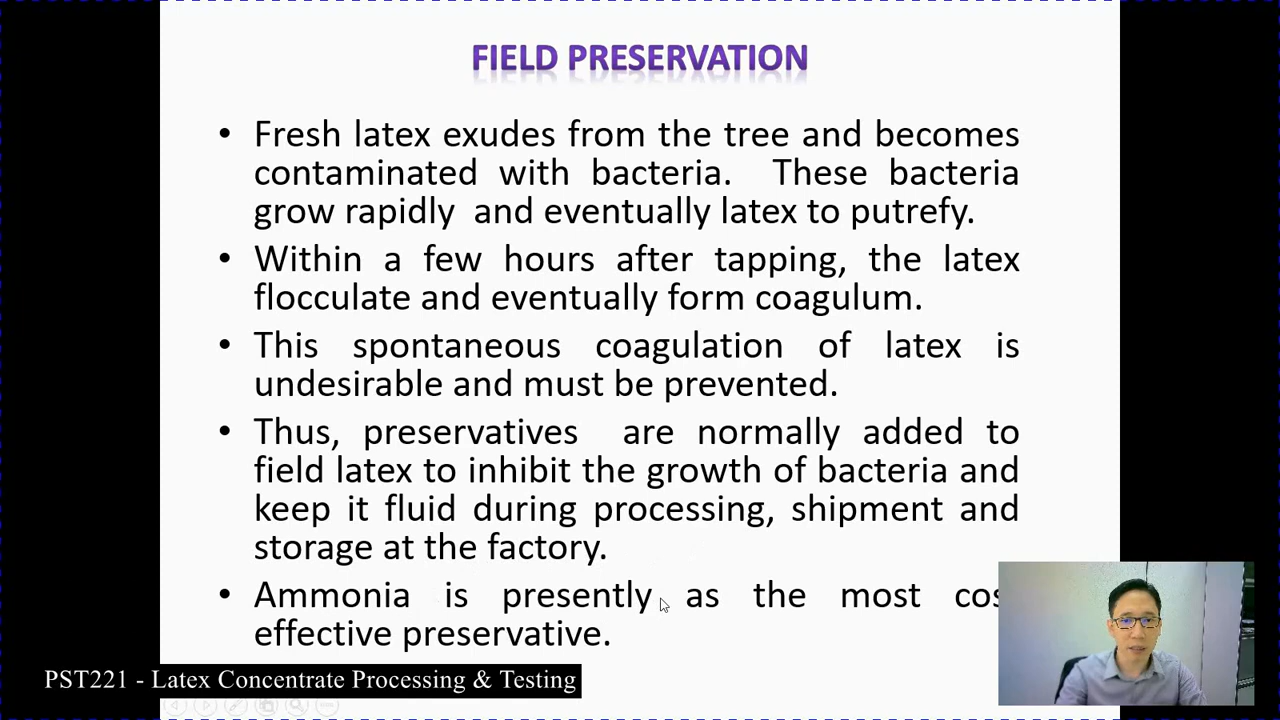 FIELD PRESERVATION
• Fresh latex exudes from the tree and becomes
contaminated with bacteria. These bacteria
grow rapidly and eventually latex to putrefy.
• Within a few hours after tapping, the latex
flocculate and eventually form coagulum.
• This spontaneous coagulation of latex is
undesirable and must be prevented.
• Thus, preservatives are normally added to
field latex to inhibit the growth of bacteria and
keep it fluid during processing, shipment and
storage at the factory.
• Ammonia is presently as the most cos
effective preservative.
PST221 - Latex Concentrate Processing & Testing